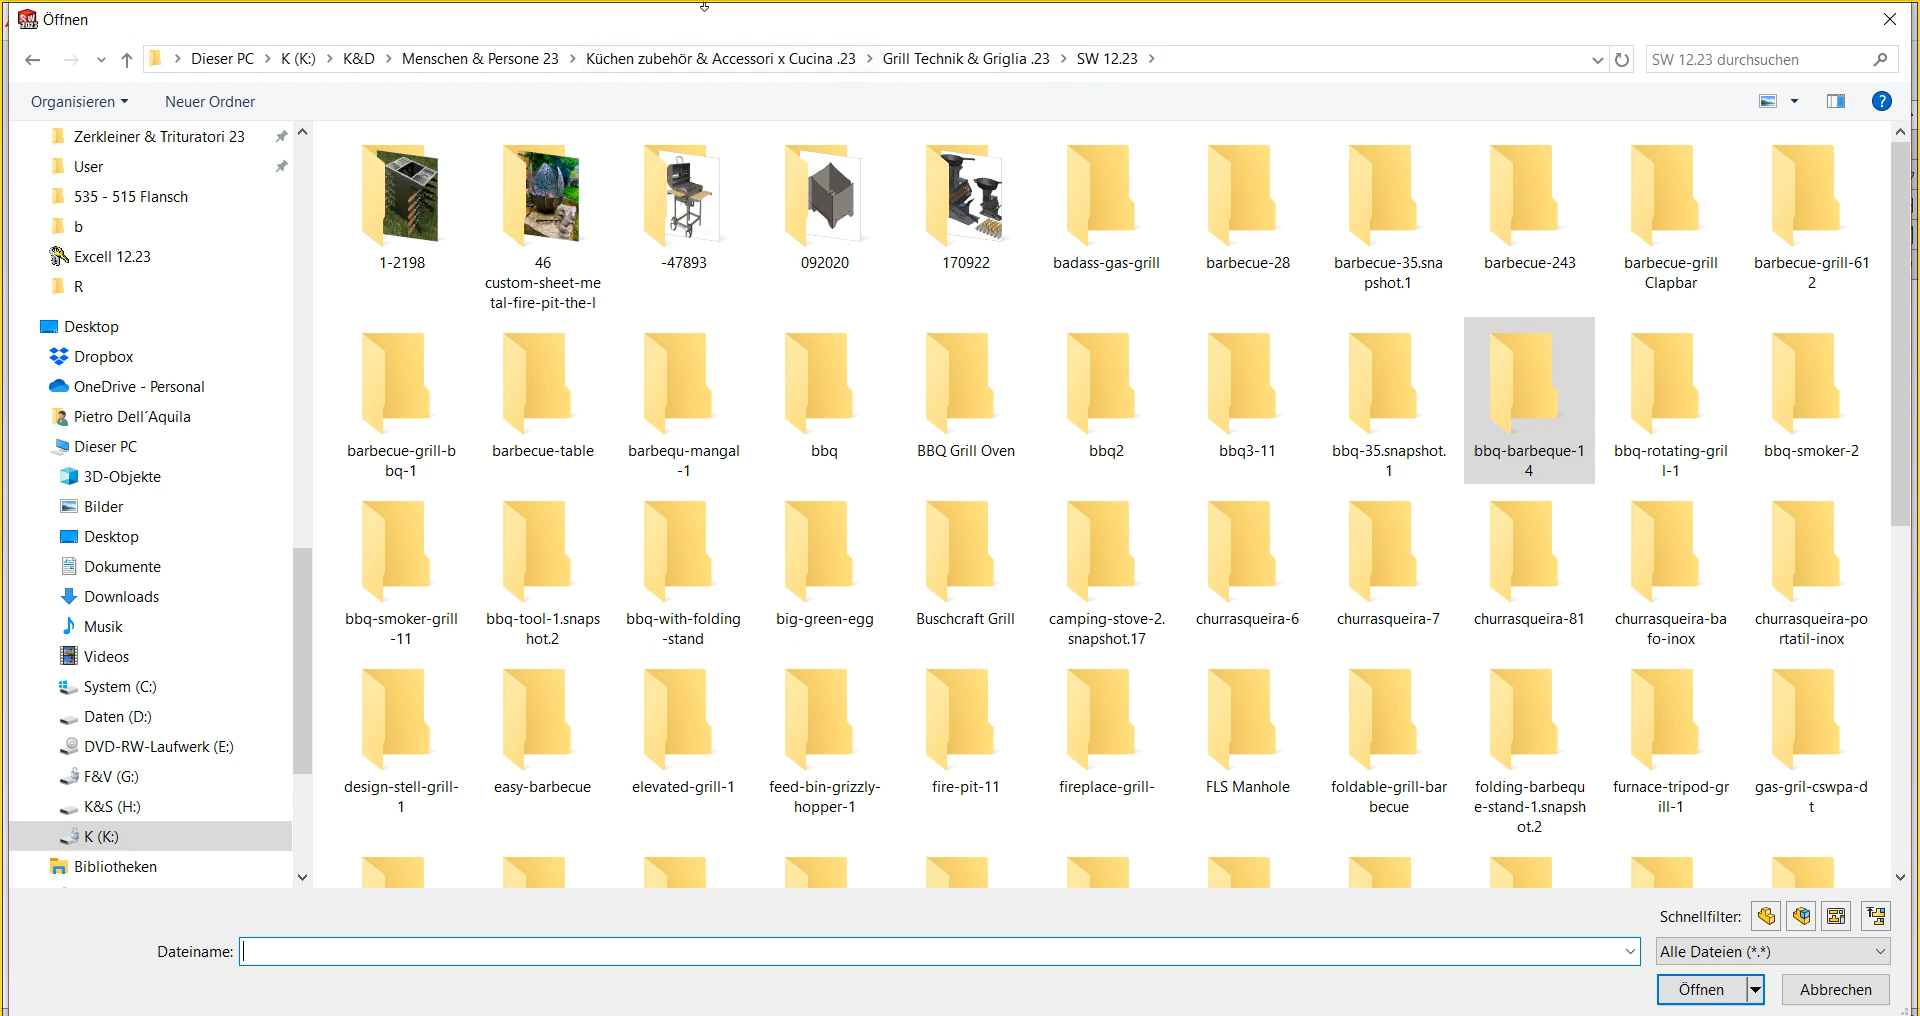 Öffnen
Dieser PC > K (K:) > K&D > Menschen & Persone 23 > Küchen zubehör & Accessori x Cucina .23 > Grill Technik & Griglia .23 > SW 12.23 >
SW 12.23 durchsuchen
Organisieren
Neuer Ordner
?
Zerkleiner & Trituratori 23
User
535 - 515 Flansch
b
Excell 12.23
R
Desktop
Dropbox
OneDrive - Personal
Pietro Dell´Aquila
Dieser PC
3D-Objekte
Bilder
Desktop
Dokumente
Downloads
Musik
Videos
System (C:)
Daten (D:)
DVD-RW-Laufwerk (E:)
F&V (G:)
K&S (H:)
K (K:)
Bibliotheken
1-2198
46
custom-sheet-me
tal-fire-pit-the-l
-47893
092020
170922
badass-gas-grill
barbecue-28
barbecue-35.sna
pshot.1
barbecue-243
barbecue-grill
Clapbar
barbecue-grill-61
2
barbecue-grill-b
bq-1
barbecue-table
barbequ-mangal
-1
bbq
BBQ Grill Oven
bbq2
bbq3-11
bbq-35.snapshot.
1
bbq-barbeque-1
4
bbq-rotating-gril
l-1
bbq-smoker-2
bbq-smoker-grill
-11
bbq-tool-1.snaps
hot.2
bbq-with-folding
-stand
big-green-egg
Buschcraft Grill
camping-stove-2.
snapshot.17
churrasqueira-6
churrasqueira-7
churrasqueira-81
churrasqueira-ba
fo-inox
churrasqueira-po
rtatil-inox
design-stell-grill-
1
easy-barbecue
elevated-grill-1
feed-bin-grizzly-
hopper-1
fire-pit-11
fireplace-grill-
FLS Manhole
foldable-grill-bar
becue
folding-barbequ
e-stand-1.snapsh
ot.2
furnace-tripod-gr
ill-1
gas-gril-cswpa-d
t
Schnellfilter:
Dateiname:
Alle Dateien (*.*)
Öffnen
Abbrechen